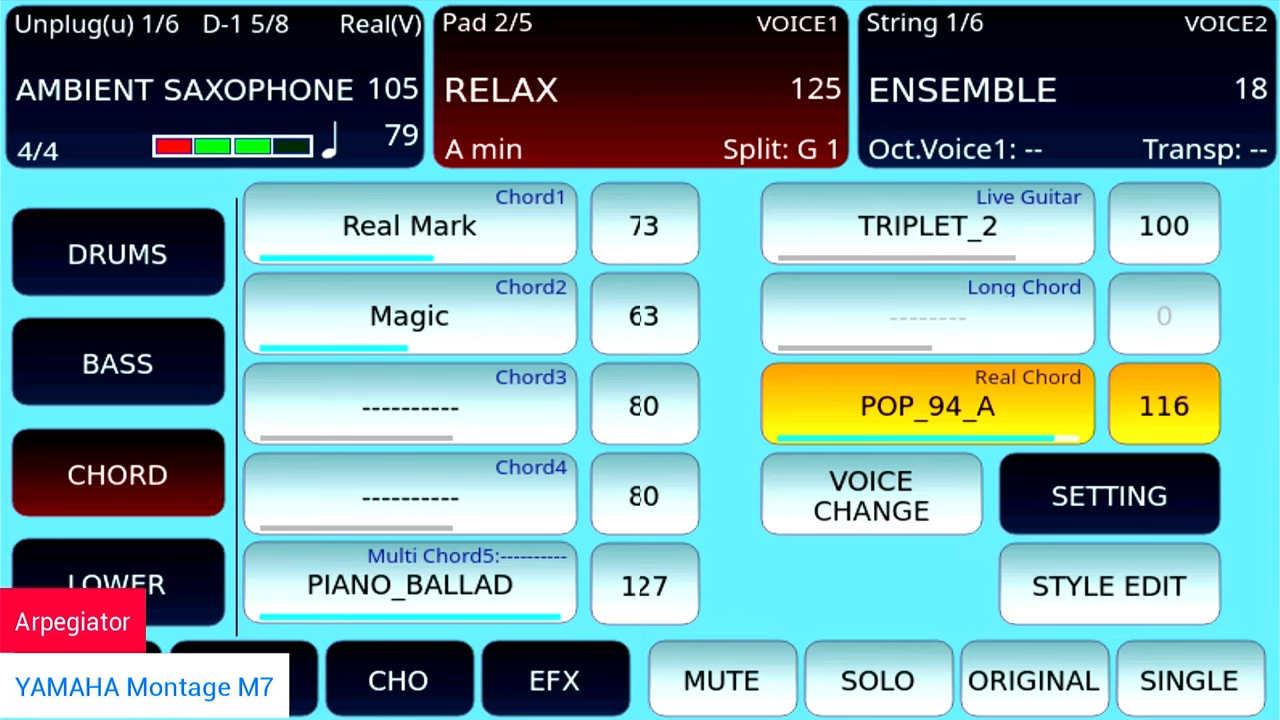 Unplug(u) 1/6 D-1 5/8 Real(V)
AMBIENT SAXOPHONE 105
79
4/4
Pad 2/5 VOICE1
RELAX 125
A min Split: G 1
String 1/6 VOICE2
ENSEMBLE 18
Oct.Voice1: -- Transp: --
DRUMS
BASS
CHORD
LOWER
Chord1
Real Mark 73
Chord2
Magic 63
Chord3
---------- 80
Chord4
---------- 80
Multi Chord5:----------
PIANO_BALLAD 127
Live Guitar
TRIPLET_2 100
Long Chord
-------- 0
Real Chord
POP_94_A 116
VOICE
CHANGE
SETTING
STYLE EDIT
Arpegiator
YAMAHA Montage M7
CHO EFX MUTE SOLO ORIGINAL SINGLE